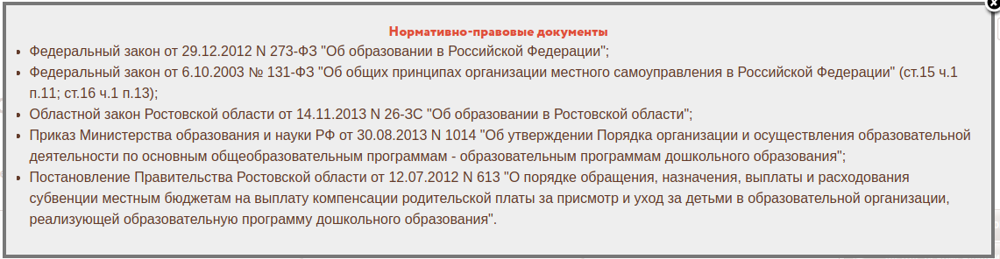 Нормативно-правовые документы
Федеральный закон от 29.12.2012 N 273-ФЗ "Об образовании в Российской Федерации";
Федеральный закон от 6.10.2003 № 131-ФЗ "Об общих принципах организации местного самоуправления в Российской Федерации" (ст.15 ч.1
п.11; ст.16 ч.1 п.13);
Областной закон Ростовской области от 14.11.2013 N 26-ЗС "Об образовании в Ростовской области";
Приказ Министерства образования и науки РФ от 30.08.2013 N 1014 "Об утверждении Порядка организации и осуществления образовательной
деятельности по основным общеобразовательным программам - образовательным программам дошкольного образования";
Постановление Правительства Ростовской области от 12.07.2012 N 613 "О порядке обращения, назначения, выплаты и расходования
субвенции местным бюджетам на выплату компенсации родительской платы за присмотр и уход за детьми в образовательной организации,
реализующей образовательную программу дошкольного образования".